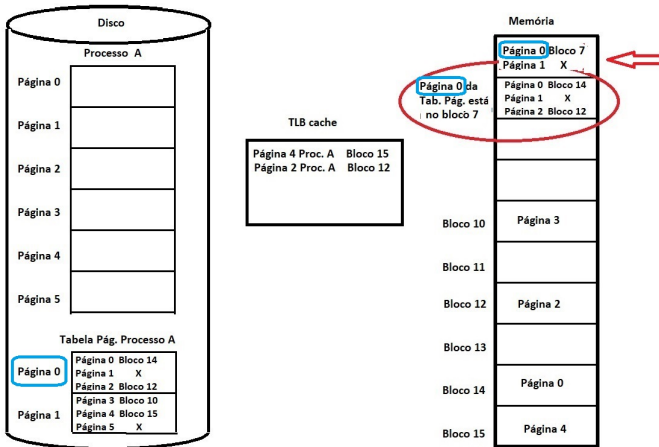 Disco
Processo A
Página 0
Página 1
Página 2
Página 3
Página 4
Página 5
Tabela Pág. Processo A
Página 0
Página 0 Bloco 14
Página 1 X
Página 2 Bloco 12
Página 1
Página 3 Bloco 10
Página 4 Bloco 15
Página 5 X
TLB cache
Página 4 Proc. A Bloco 15
Página 2 Proc. A Bloco 12
Memória
Página 0 Bloco 7
Página 1 X
Página 0 da
Tab. Pág. está
no bloco 7
Página 0 Bloco 14
Página 1 X
Página 2 Bloco 12
Bloco 10 Página 3
Bloco 11
Bloco 12 Página 2
Bloco 13
Bloco 14 Página 0
Bloco 15 Página 4